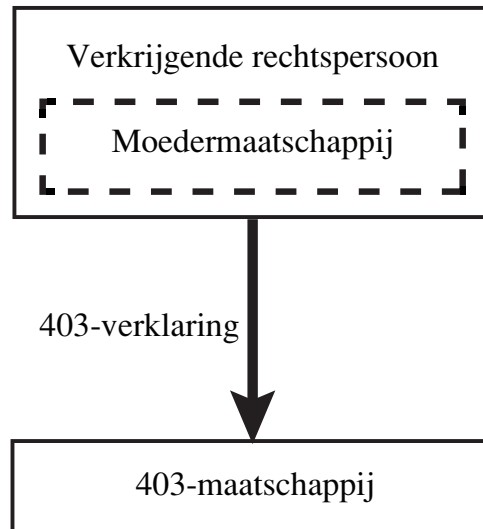 Verkrijgende rechtspersoon
Moedermaatschappij
403-verklaring
403-maatschappij